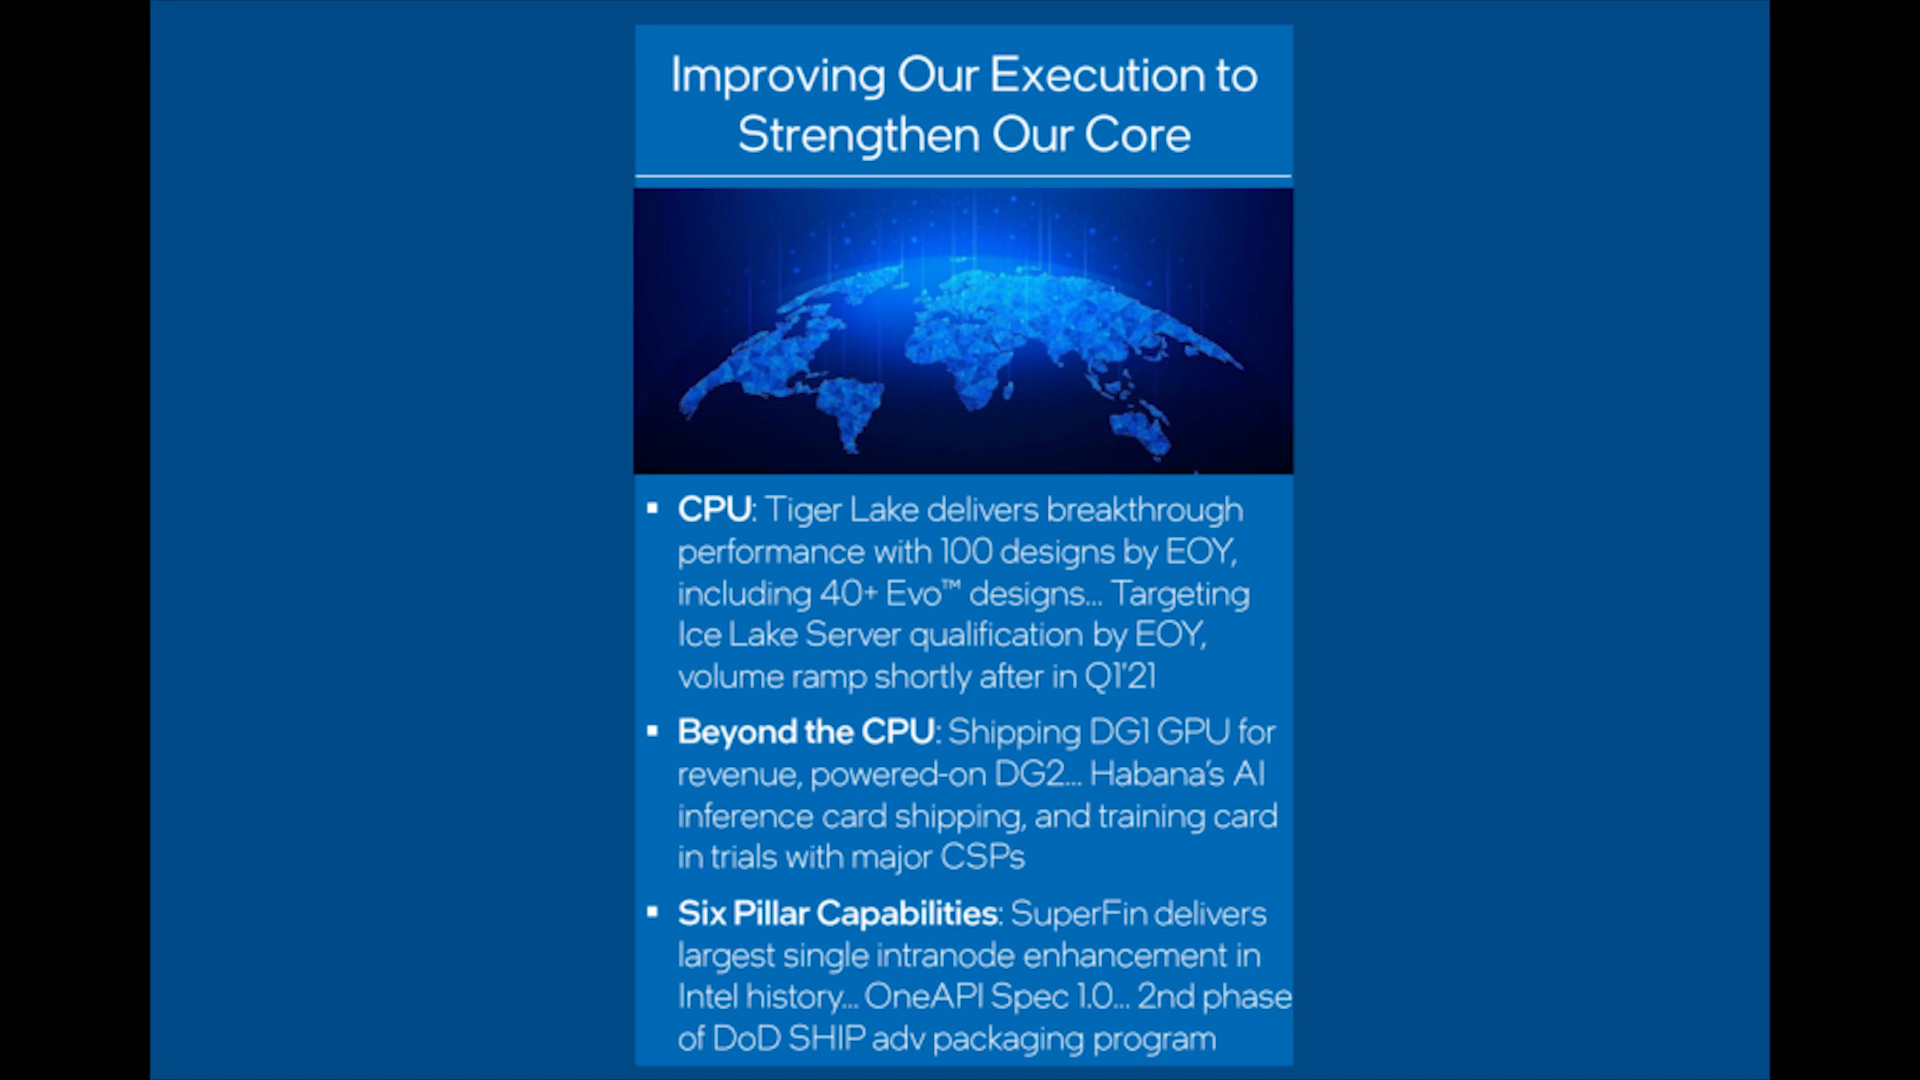 Improving Our Execution to
Strengthen Our Core
▪ CPU: Tiger Lake delivers breakthrough
performance with 100 designs by EOY,
including 40+ Evo™ designs... Targeting
Ice Lake Server qualification by EOY,
volume ramp shortly after in Q1'21
▪ Beyond the CPU: Shipping DG1 GPU for
revenue, powered-on DG2... Habana's AI
inference card shipping, and training card
in trials with major CSPs
▪ Six Pillar Capabilities: SuperFin delivers
largest single intranode enhancement in
Intel history... OneAPI Spec 1.0... 2nd phase
of DoD SHIP adv packaging program